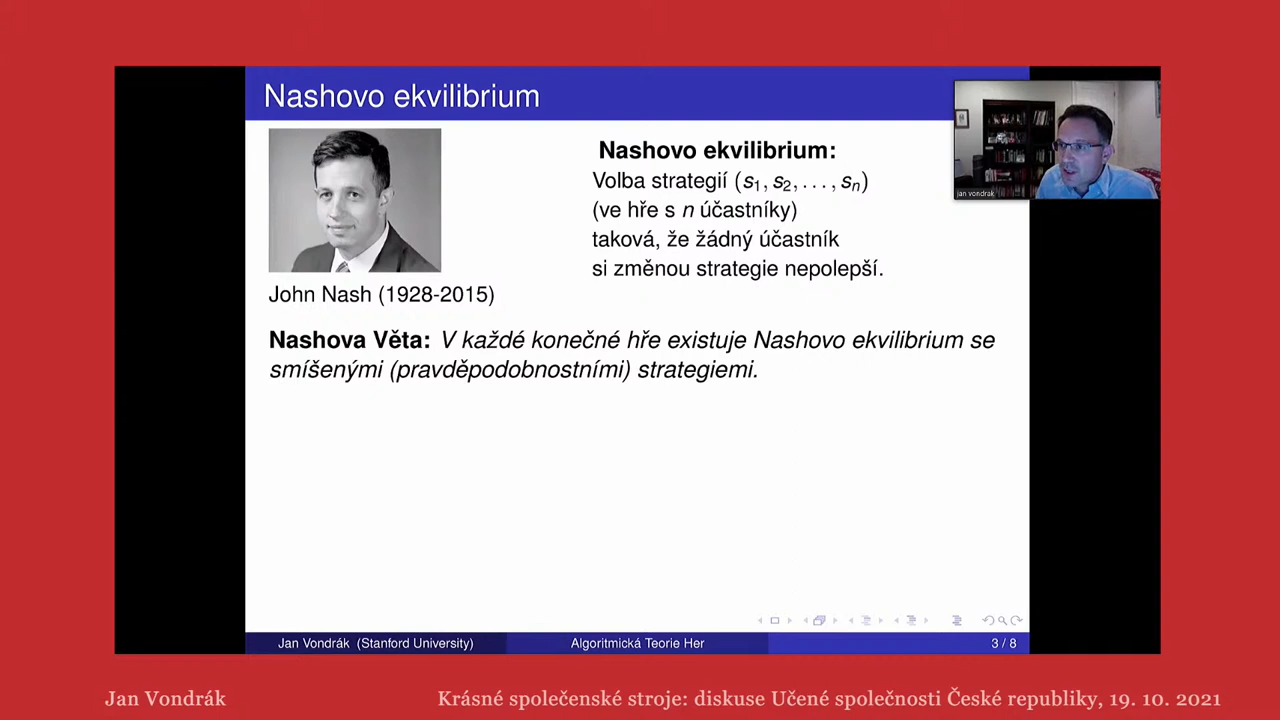 Nashovo ekvilibrium
jan vondrak
Nashovo ekvilibrium:
Volba strategií (s₁, s₂, . . . , sₙ)
(ve hře s n účastníky)
taková, že žádný účastník
si změnou strategie nepolepší.
John Nash (1928-2015)
Nashova Věta: V každé konečné hře existuje Nashovo ekvilibrium se
smíšenými (pravděpodobnostními) strategiemi.
Jan Vondrák (Stanford University) Algoritmická Teorie Her 3 / 8
Jan Vondrák Krásné společenské stroje: diskuse Učené společnosti České republiky, 19. 10. 2021